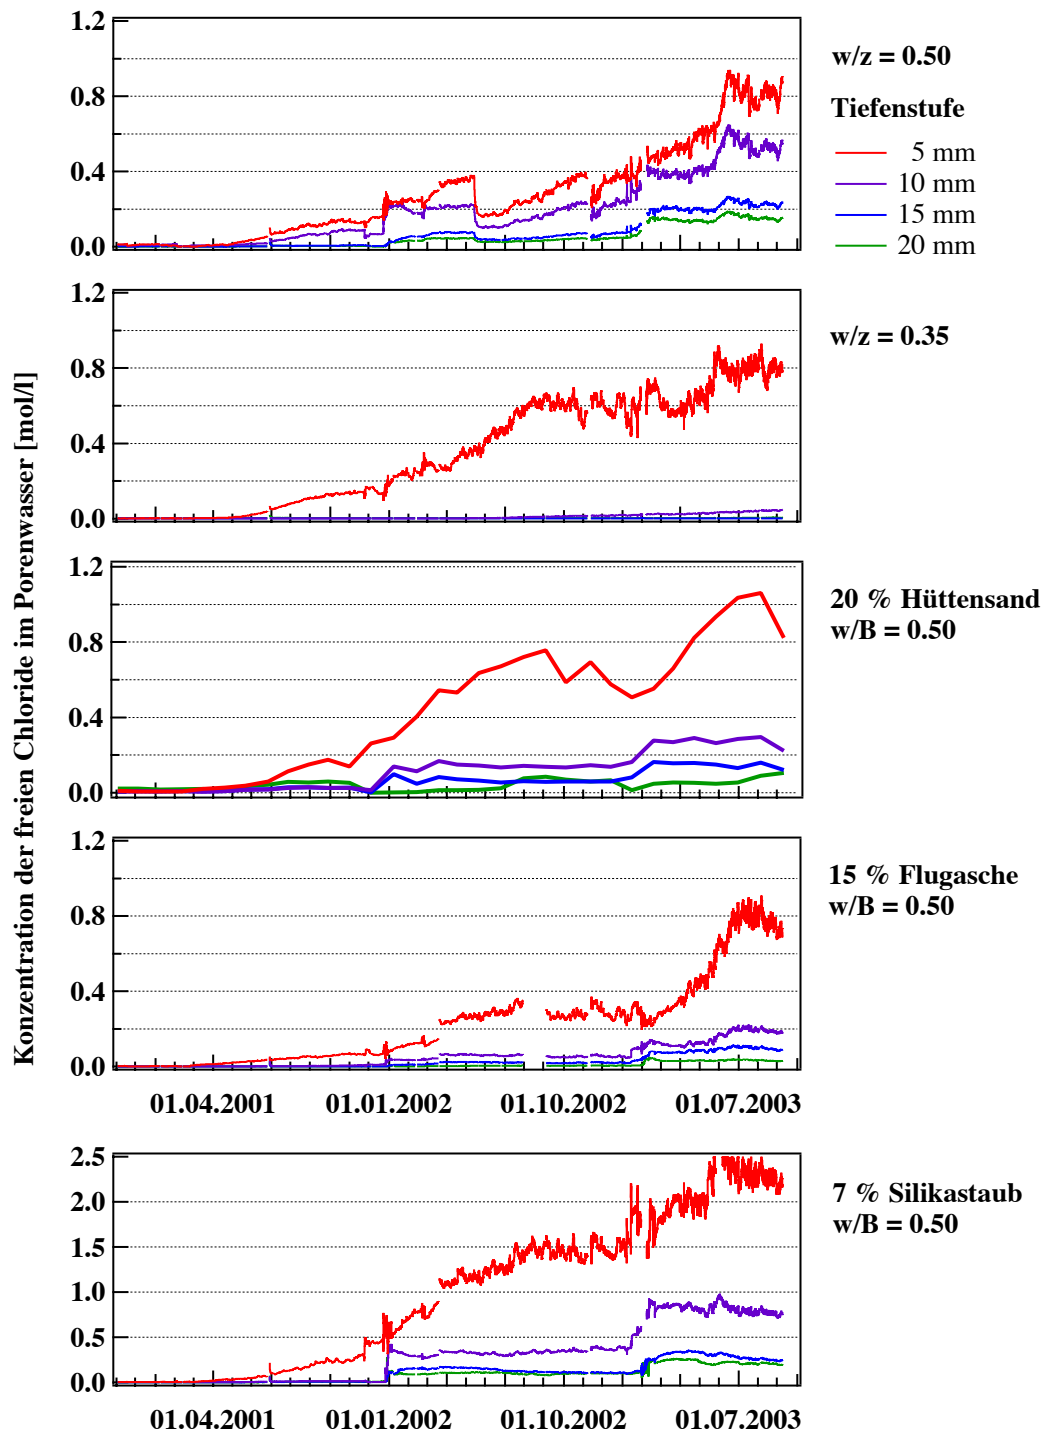 Konzentration der freien Chloride im Porenwasser [mol/l]
1.2
0.8
0.4
0.0
w/z = 0.50
Tiefenstufe
5 mm
10 mm
15 mm
20 mm
1.2
0.8
0.4
0.0
w/z = 0.35
1.2
0.8
0.4
0.0
20 % Hüttensand
w/B = 0.50
1.2
0.8
0.4
0.0
15 % Flugasche
w/B = 0.50
01.04.2001 01.01.2002 01.10.2002 01.07.2003
2.5
2.0
1.5
1.0
0.5
0.0
7 % Silikastaub
w/B = 0.50
01.04.2001 01.01.2002 01.10.2002 01.07.2003